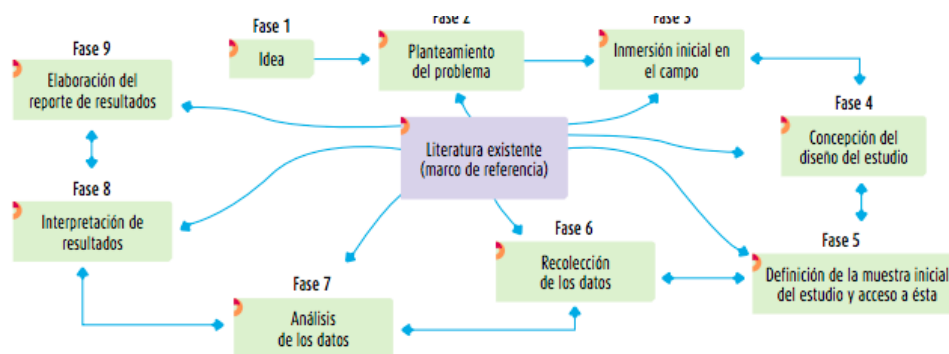 Fase 1
Idea
Fase 2
Planteamiento
del problema
Fase 3
Inmersión inicial en
el campo
Fase 4
Concepción del
diseño del estudio
Fase 5
Definición de la muestra inicial
del estudio y acceso a ésta
Fase 6
Recolección
de los datos
Fase 7
Análisis
de los datos
Fase 8
Interpretación de
resultados
Fase 9
Elaboración del
reporte de resultados
Literatura existente
(marco de referencia)